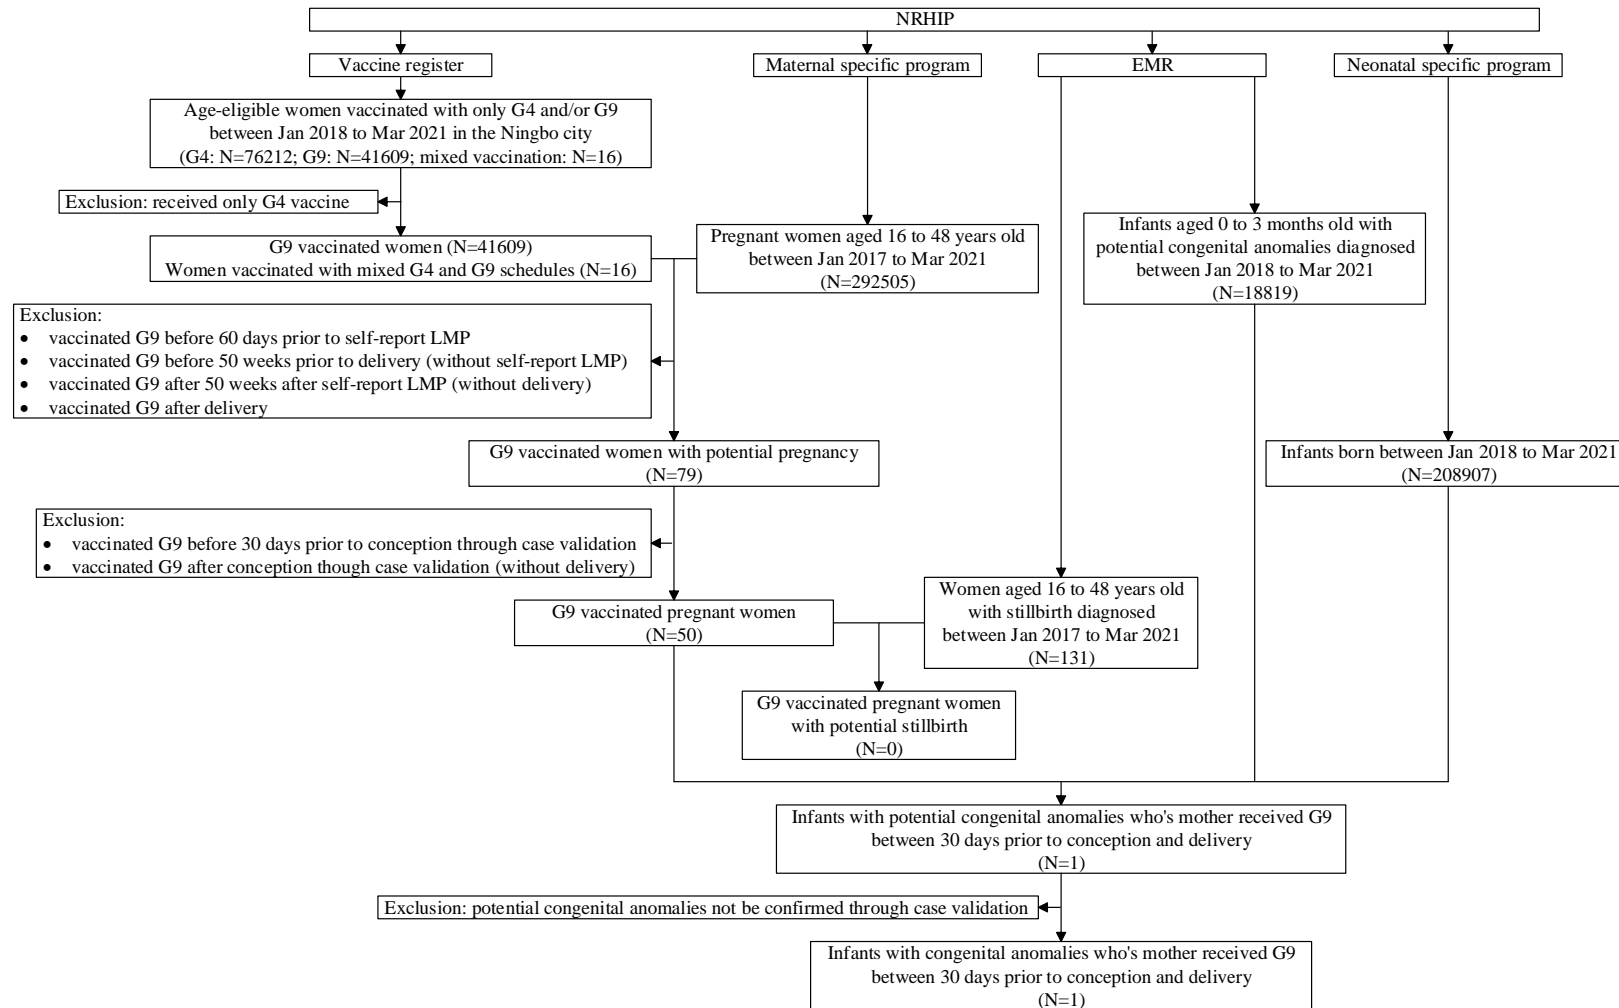 NRHIP
Vaccine register
Maternal specific program
EMR
Neonatal specific program
Age-eligible women vaccinated with only G4 and/or G9
between Jan 2018 to Mar 2021 in the Ningbo city
(G4: N=76212; G9: N=41609; mixed vaccination: N=16)
Exclusion: received only G4 vaccine
G9 vaccinated women (N=41609)
Women vaccinated with mixed G4 and G9 schedules (N=16)
Pregnant women aged 16 to 48 years old
between Jan 2017 to Mar 2021
(N=292505)
Infants aged 0 to 3 months old with
potential congenital anomalies diagnosed
between Jan 2018 to Mar 2021
(N=18819)
Exclusion:
• vaccinated G9 before 60 days prior to self-report LMP
• vaccinated G9 before 50 weeks prior to delivery (without self-report LMP)
• vaccinated G9 after 50 weeks after self-report LMP (without delivery)
• vaccinated G9 after delivery
G9 vaccinated women with potential pregnancy
(N=79)
Infants born between Jan 2018 to Mar 2021
(N=208907)
Exclusion:
• vaccinated G9 before 30 days prior to conception through case validation
• vaccinated G9 after conception though case validation (without delivery)
G9 vaccinated pregnant women
(N=50)
Women aged 16 to 48 years old
with stillbirth diagnosed
between Jan 2017 to Mar 2021
(N=131)
G9 vaccinated pregnant women
with potential stillbirth
(N=0)
Infants with potential congenital anomalies who's mother received G9
between 30 days prior to conception and delivery
(N=1)
Exclusion: potential congenital anomalies not be confirmed through case validation
Infants with congenital anomalies who's mother received G9
between 30 days prior to conception and delivery
(N=1)